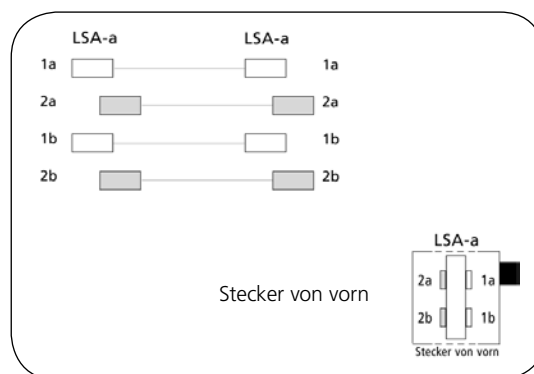 LSA-a LSA-a
1a 1a
2a 2a
1b 1b
2b 2b
LSA-a
2a 1a
Stecker von vorn
2b 1b
Stecker von vorn